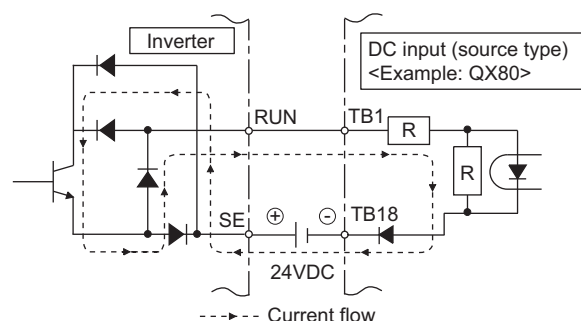 Inverter
DC input (source type)
<Example: QX80>
RUN
TB1
R
R
SE
⊕
⊖
TB18
24VDC
Current flow